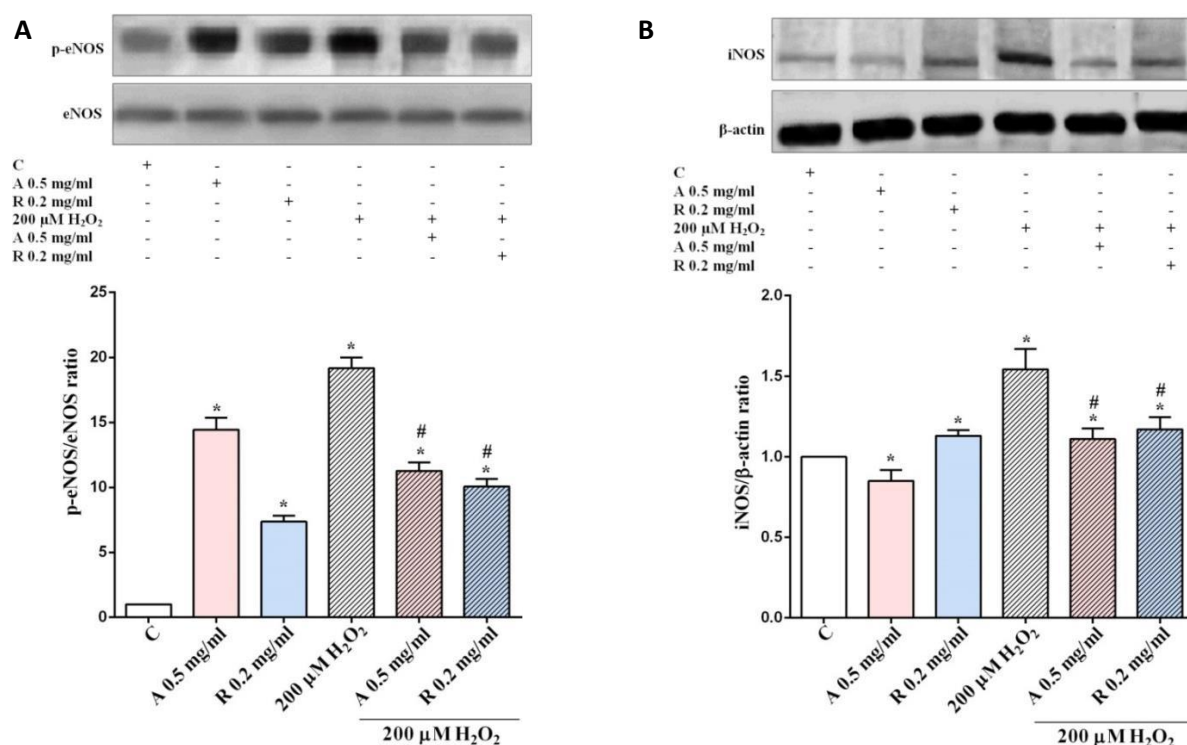 A
p-eNOS
eNOS
C + - - - - -
A 0.5 mg/ml - + - - - -
R 0.2 mg/ml - - + - - -
200 µM H₂O₂ - - - + + +
A 0.5 mg/ml - - - - + -
R 0.2 mg/ml - - - - - +
p-eNOS/eNOS ratio
25
20
15
10
5
0
*
*
*
#
*
#
*
C
A 0.5 mg/ml
R 0.2 mg/ml
200 µM H₂O₂
A 0.5 mg/ml
R 0.2 mg/ml
200 µM H₂O₂
B
iNOS
β-actin
C + - - - - -
A 0.5 mg/ml - + - - - -
R 0.2 mg/ml - - + - - -
200 µM H₂O₂ - - - + + +
A 0.5 mg/ml - - - - + -
R 0.2 mg/ml - - - - - +
iNOS/β-actin ratio
2.0
1.5
1.0
0.5
0.0
*
*
*
#
*
#
*
C
A 0.5 mg/ml
R 0.2 mg/ml
200 µM H₂O₂
A 0.5 mg/ml
R 0.2 mg/ml
200 µM H₂O₂